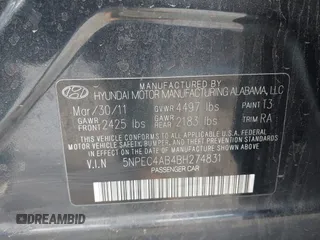 BY HYUNDAI MOTOR MANUFACTURING ALABAMA, LLC
Mar/30/11 GVWR 4497 lbs PAINT T3
GAWR FRONT 2425 lbs GAWR REAR 2183 lbs TRIM RA
THIS VEHICLE CONFORMS TO ALL APPLICABLE
FEDERAL MOTOR VEHICLE SAFETY, BUMPER, AND
THEFT PREVENTION STANDARDS IN EFFECT ON
THE DATE OF MANUFACTURE SHOWN ABOVE.
V.I.N 5NPEC4AB4BH274831
PASSENGER CAR
DREAMBID